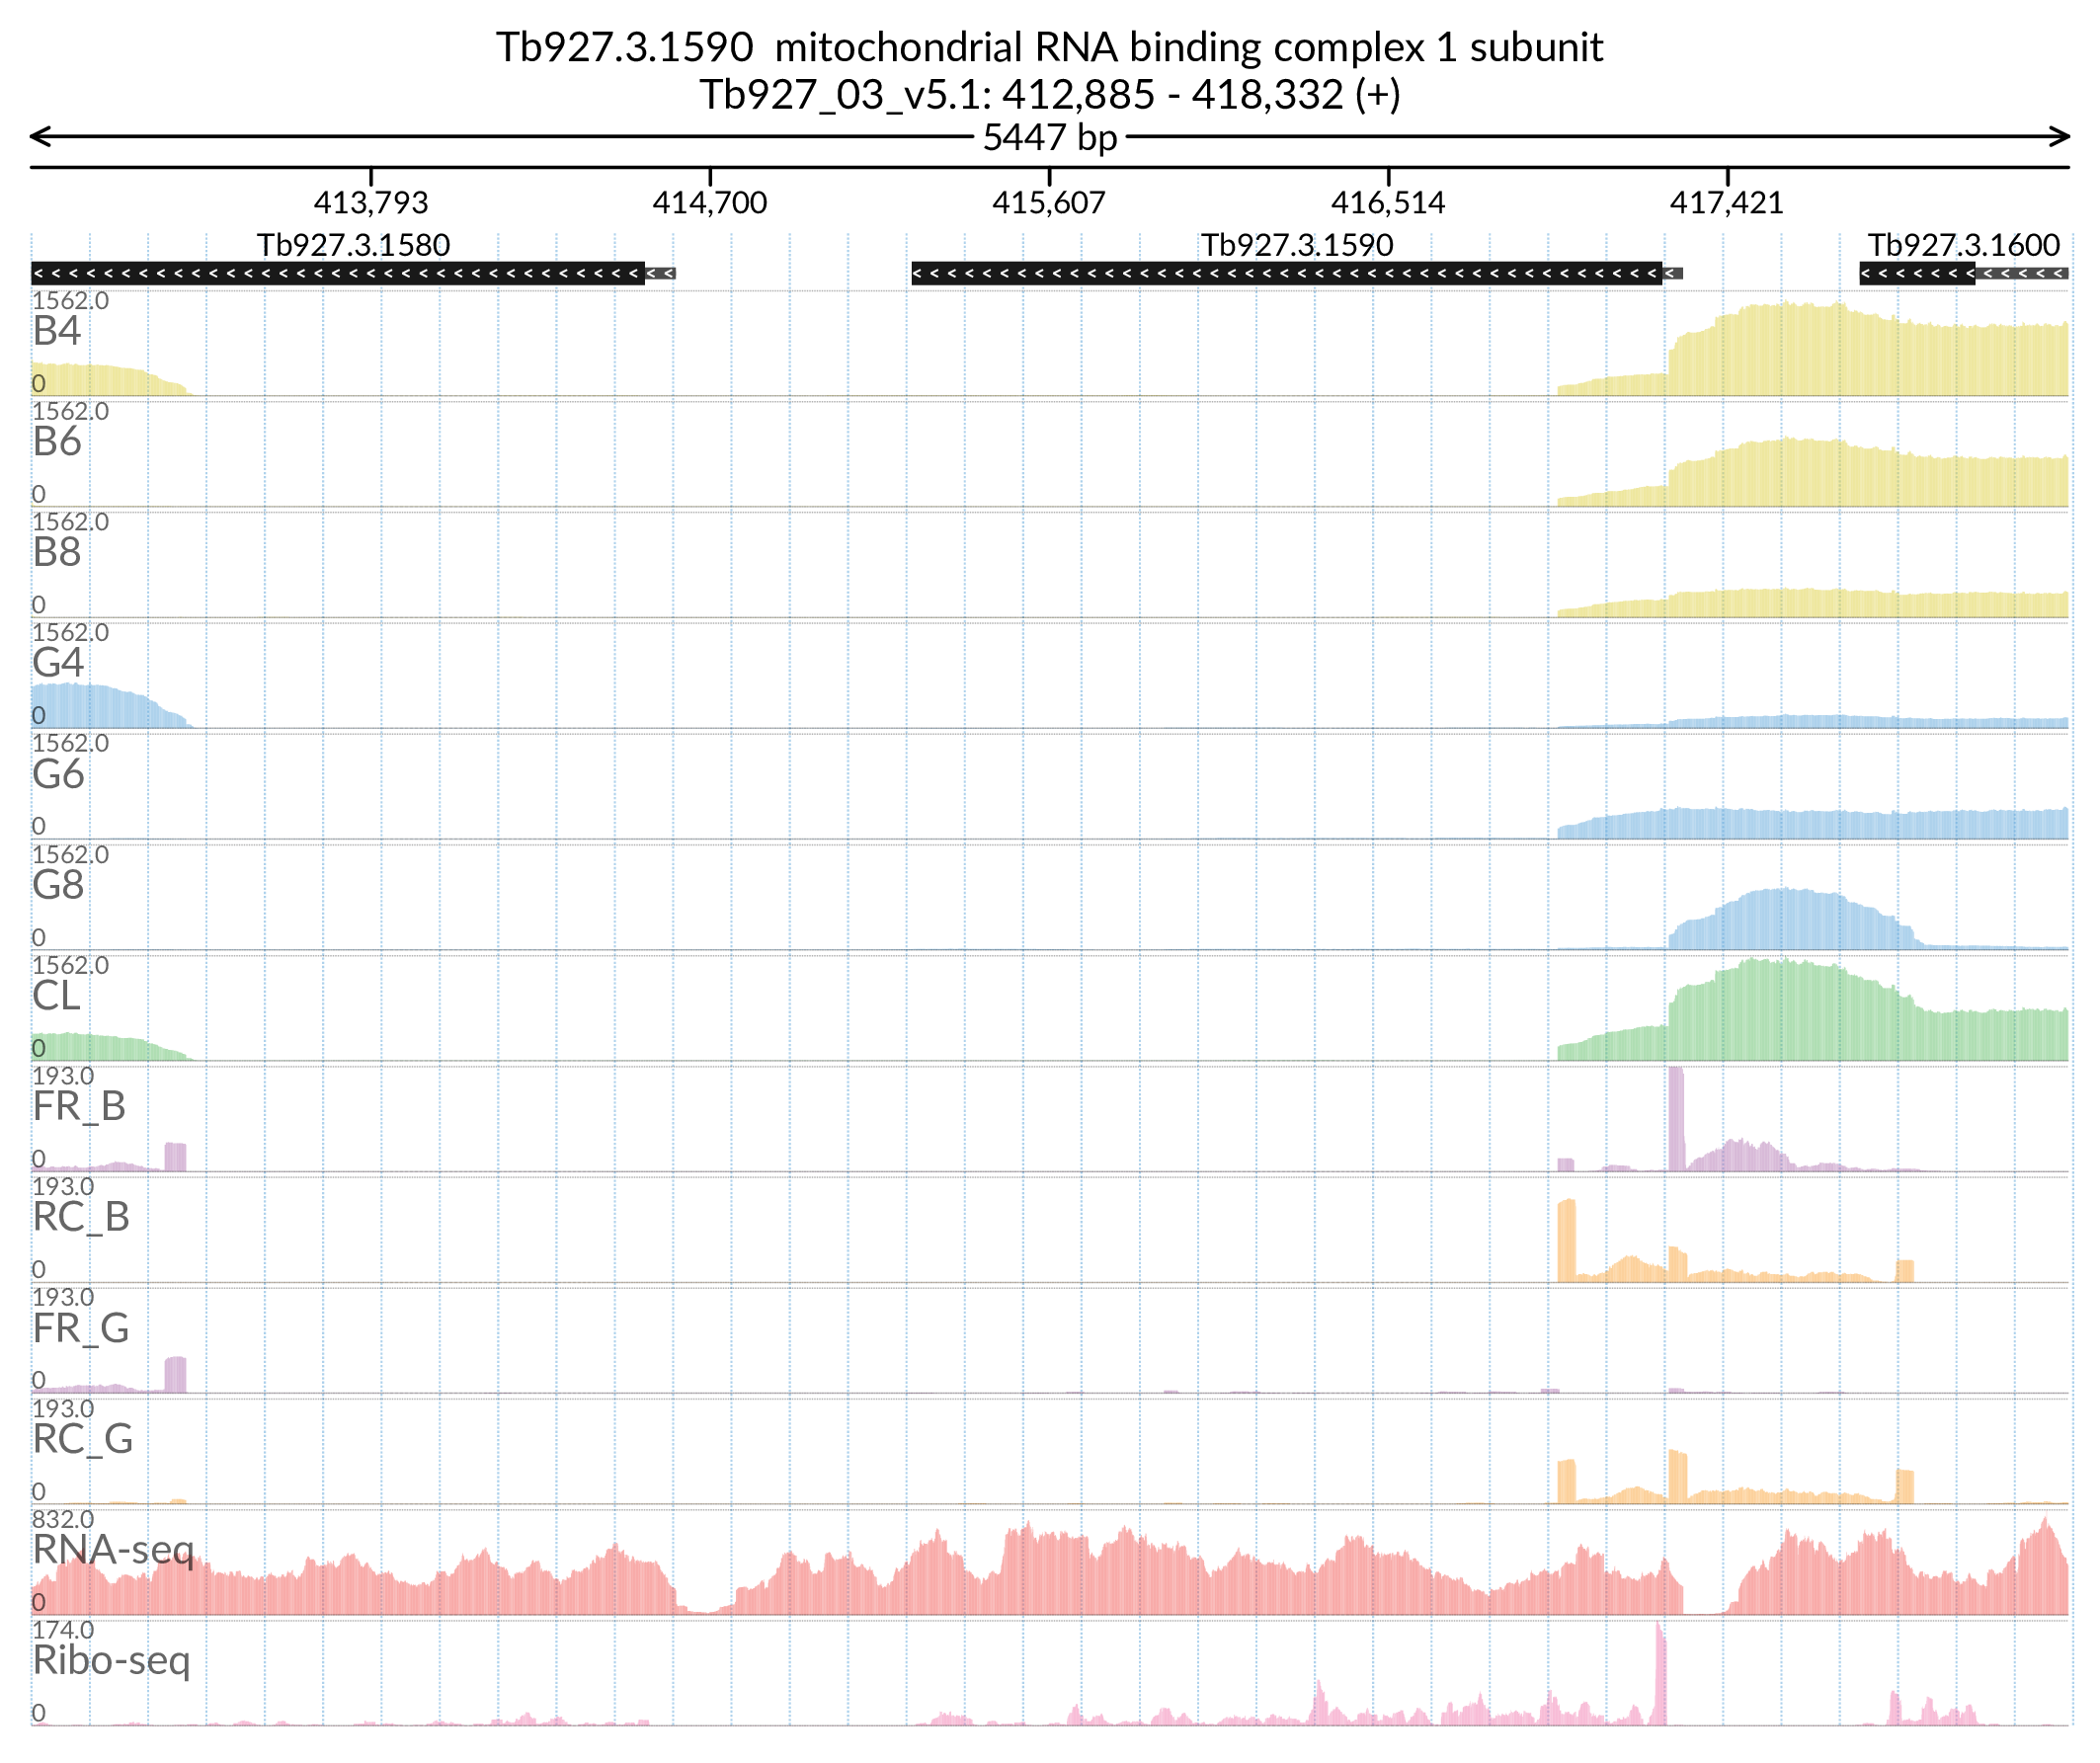 Tb927.3.1590 mitochondrial RNA binding complex 1 subunit
Tb927_03_v5.1: 412,885 - 418,332 (+)
5447 bp
413,793 414,700 415,607 416,514 417,421
Tb927.3.1580 Tb927.3.1590 Tb927.3.1600
1562.0
B4
0
1562.0
B6
0
1562.0
B8
0
1562.0
G4
0
1562.0
G6
0
1562.0
G8
0
1562.0
CL
0
193.0
FR_B
0
193.0
RC_B
0
193.0
FR_G
0
193.0
RC_G
0
832.0
RNA-seq
0
174.0
Ribo-seq
0